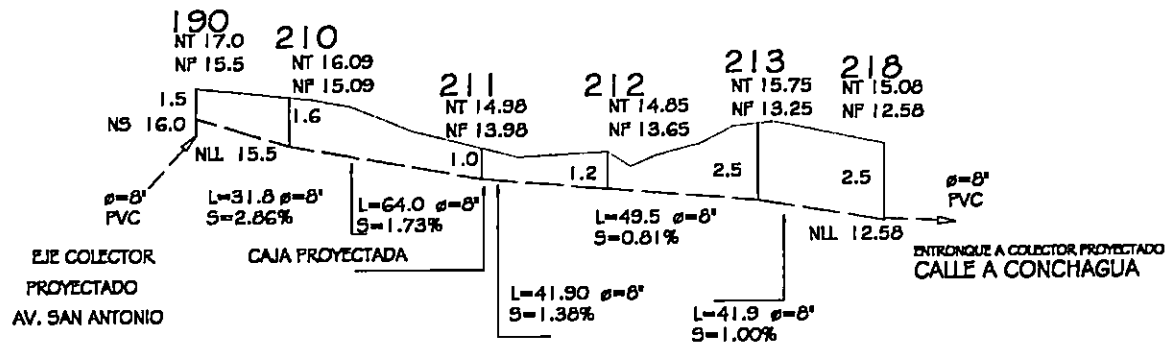 190
NT 17.0
NF 15.5
210
NT 16.09
NF 15.09
211
NT 14.98
NF 13.98
212
NT 14.85
NF 13.65
213
NT 15.75
NF 13.25
218
NT 15.08
NF 12.58
1.5
NS 16.0
1.6
NLL 15.5
1.0
1.2
2.5
2.5
NLL 12.58
ø=8"
PVC
ø=8"
PVC
L=31.8 ø=8"
S=2.86%
L=64.0 ø=8"
S=1.73%
L=49.5 ø=8"
S=0.81%
EJE COLECTOR
PROYECTADO
AV. SAN ANTONIO
CAJA PROYECTADA
ENTRONQUE A COLECTOR PROYECTADO
CALLE A CONCHAGUA
L=41.90 ø=8"
S=1.38%
L=41.9 ø=8"
S=1.00%